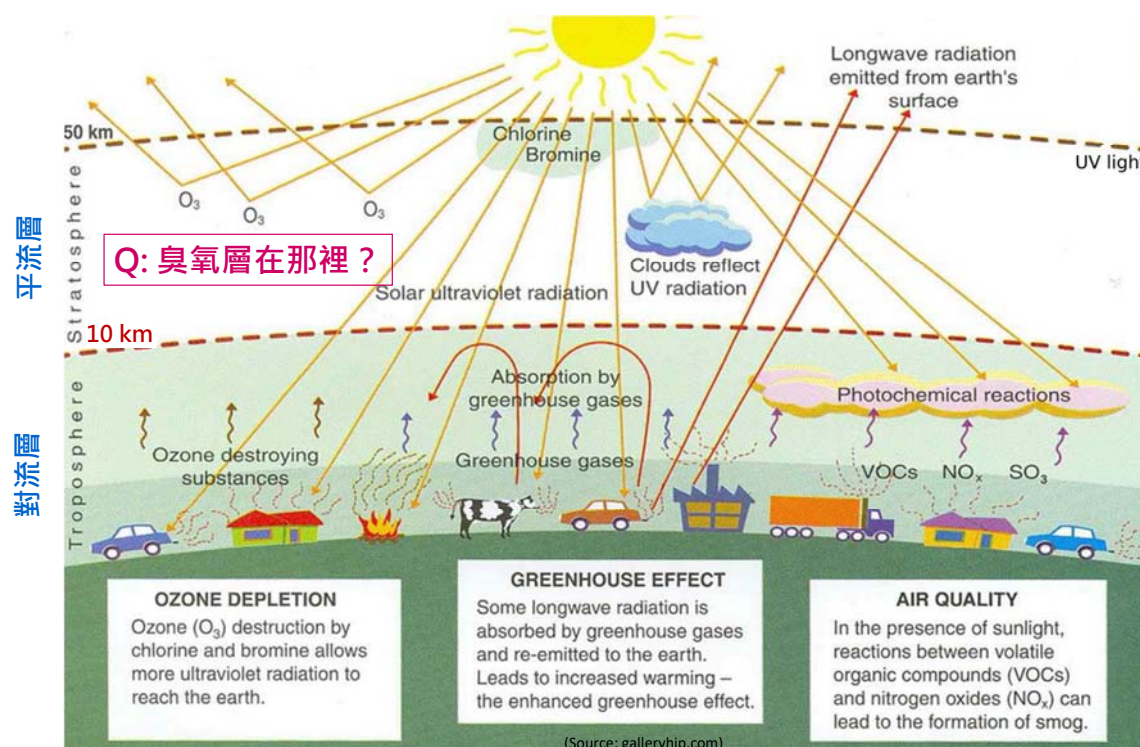 Longwave radiation
emitted from earth's
surface
50 km
Chlorine
Bromine
UV ligh
O₃
O₃
O₃
平流層
Stratosphere
Q: 臭氧層在那裡？
Clouds reflect
UV radiation
Solar ultraviolet radiation
10 km
對流層
Troposphere
Absorption by
greenhouse gases
Photochemical reactions
Ozone destroying
substances
Greenhouse gases
VOCs NOₓ SO₃
OZONE DEPLETION
Ozone (O₃) destruction by
chlorine and bromine allows
more ultraviolet radiation to
reach the earth.
GREENHOUSE EFFECT
Some longwave radiation is
absorbed by greenhouse gases
and re-emitted to the earth.
Leads to increased warming –
the enhanced greenhouse effect.
AIR QUALITY
In the presence of sunlight,
reactions between volatile
organic compounds (VOCs)
and nitrogen oxides (NOₓ) can
lead to the formation of smog.
(Source: galleryhip.com)